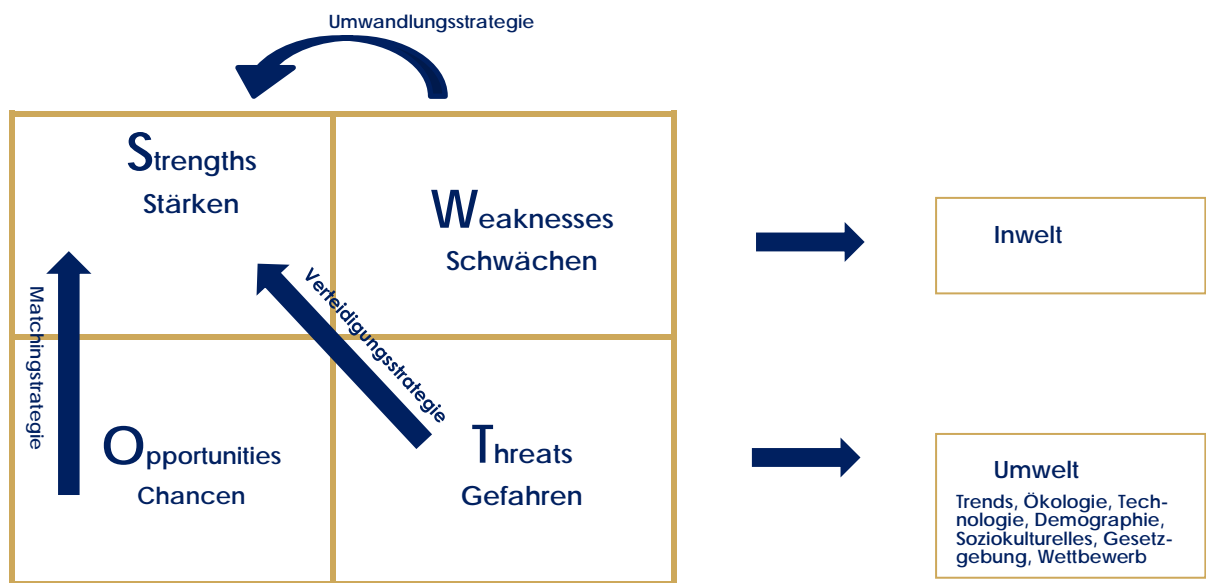 Umwandlungsstrategie
Strengths
Stärken
Weaknesses
Schwächen
Inwelt
Matchingstrategie
Verteidigungsstrategie
Opportunities
Chancen
Threats
Gefahren
Umwelt
Trends, Ökologie, Tech-
nologie, Demographie,
Soziokulturelles, Gesetz-
gebung, Wettbewerb